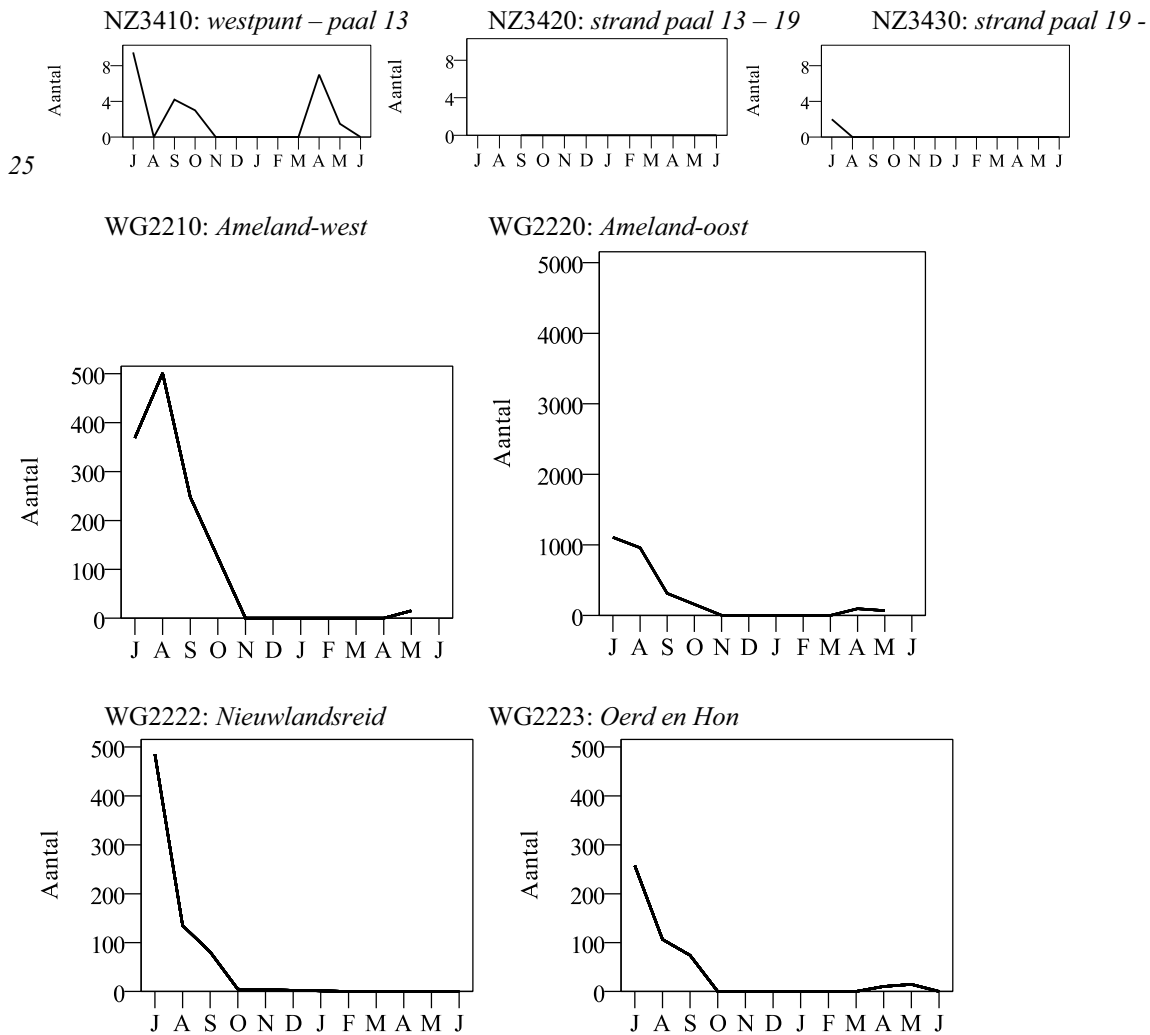 NZ3410: westpunt – paal 13 NZ3420: strand paal 13 – 19 NZ3430: strand paal 19 -
Aantal
8
4
0
J A S O N D J F M A M J
Aantal
8
4
0
J A S O N D J F M A M J
Aantal
8
4
0
J A S O N D J F M A M J
25
WG2210: Ameland-west WG2220: Ameland-oost
Aantal
500
400
300
200
100
0
J A S O N D J F M A M J
Aantal
5000
4000
3000
2000
1000
0
J A S O N D J F M A M J
WG2222: Nieuwlandsreid WG2223: Oerd en Hon
Aantal
500
400
300
200
100
0
J A S O N D J F M A M J
Aantal
500
400
300
200
100
0
J A S O N D J F M A M J